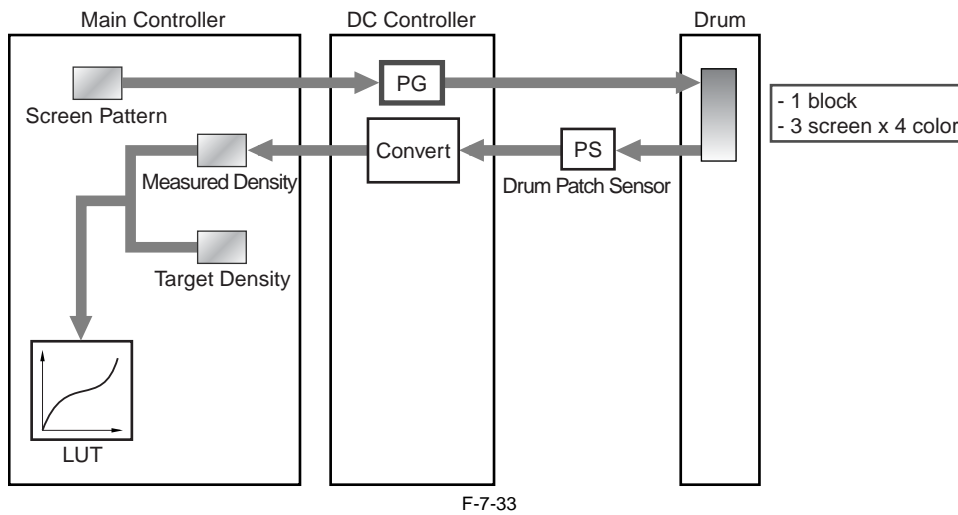 Main Controller
DC Controller
Drum
PG
Screen Pattern
- 1 block
- 3 screen x 4 color
Convert
PS
Measured Density
Drum Patch Sensor
Target Density
LUT
F-7-33